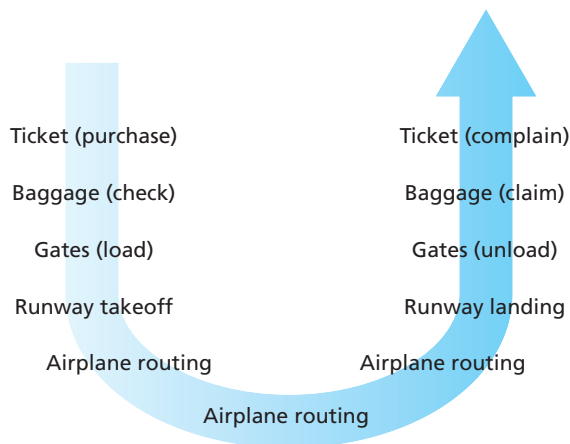 Ticket (purchase)
Baggage (check)
Gates (load)
Runway takeoff
Airplane routing
Airplane routing
Ticket (complain)
Baggage (claim)
Gates (unload)
Runway landing
Airplane routing